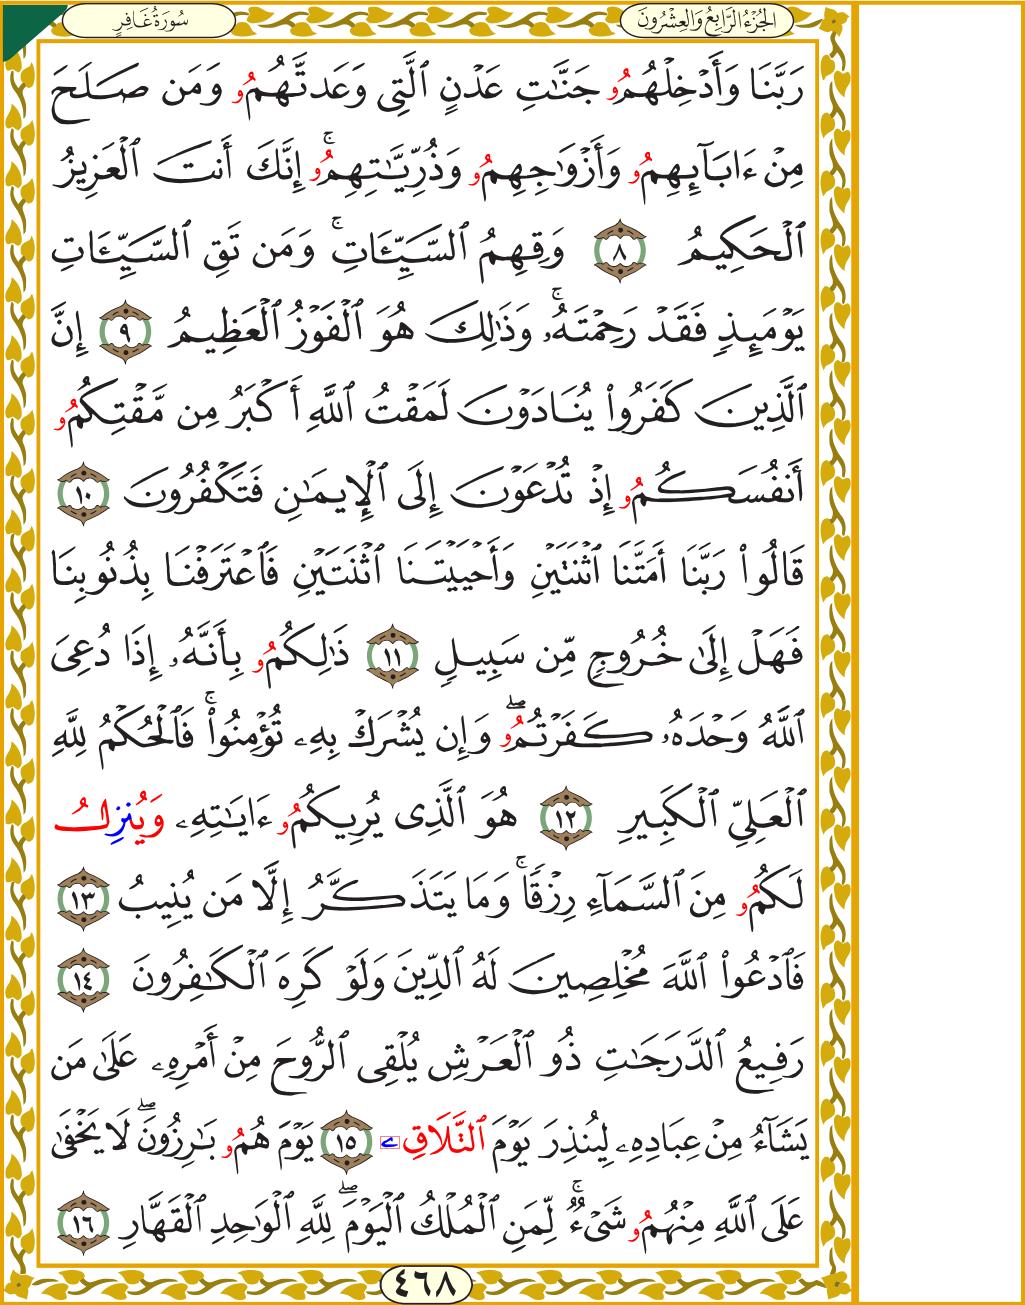 سُورَةُ غَافِرٍ
الجُزْءُ الرَّابِعُ وَالعِشْرُونَ
رَبَّنَا وَأَدْخِلْهُمُۥ جَنَّٰتِ عَدْنٍ ٱلَّتِى وَعَدتَّهُمُۥ وَمَن صَلَحَ
مِنْ ءَابَآئِهِمُۥ وَأَزْوَٰجِهِمُۥ وَذُرِّيَّٰتِهِمُۥٓۚ إِنَّكَ أَنتَ ٱلْعَزِيزُ
ٱلْحَكِيمُ ٨ وَقِهِمُ ٱلسَّيِّـَٔاتِۚ وَمَن تَقِ ٱلسَّيِّـَٔاتِ
يَوْمَئِذٍ فَقَدْ رَحِمْتَهُۥۚ وَذَٰلِكَ هُوَ ٱلْفَوْزُ ٱلْعَظِيمُ ٩ إِنَّ
ٱلَّذِينَ كَفَرُوا۟ يُنَادَوْنَ لَمَقْتُ ٱللَّهِ أَكْبَرُ مِن مَّقْتِكُمُۥ
أَنفُسَكُمُۥ إِذْ تُدْعَوْنَ إِلَى ٱلْإِيمَٰنِ فَتَكْفُرُونَ ١٠
قَالُوا۟ رَبَّنَا أَمَتَّنَا ٱثْنَتَيْنِ وَأَحْيَيْتَنَا ٱثْنَتَيْنِ فَٱعْتَرَفْنَا بِذُنُوبِنَا
فَهَلْ إِلَىٰ خُرُوجٍ مِّن سَبِيلٍ ١١ ذَٰلِكُمُۥ بِأَنَّهُۥ إِذَا دُعِىَ
ٱللَّهُ وَحْدَهُۥ كَفَرْتُمُۥۖ وَإِن يُشْرَكْ بِهِۦ تُؤْمِنُوا۟ۚ فَٱلْحُكْمُ لِلَّهِ
ٱلْعَلِىِّ ٱلْكَبِيرِ ١٢ هُوَ ٱلَّذِى يُرِيكُمُۥ ءَايَٰتِهِۦ وَيُنزِلُ
لَكُمُۥ مِنَ ٱلسَّمَآءِ رِزْقًاۚ وَمَا يَتَذَكَّرُ إِلَّا مَن يُنِيبُ ١٣
فَٱدْعُوا۟ ٱللَّهَ مُخْلِصِينَ لَهُ ٱلدِّينَ وَلَوْ كَرِهَ ٱلْكَٰفِرُونَ ١٤
رَفِيعُ ٱلدَّرَجَٰتِ ذُو ٱلْعَرْشِ يُلْقِى ٱلرُّوحَ مِنْ أَمْرِهِۦ عَلَىٰ مَن
يَشَآءُ مِنْ عِبَادِهِۦ لِيُنذِرَ يَوْمَ ٱلتَّلَاقِۦ ١٥ يَوْمَ هُمُۥ بَٰرِزُونَۖ لَا يَخْفَىٰ
عَلَى ٱللَّهِ مِنْهُمُۥ شَىْءٌۚ لِّمَنِ ٱلْمُلْكُ ٱلْيَوْمَۖ لِلَّهِ ٱلْوَٰحِدِ ٱلْقَهَّارِ ١٦
٤٦٨